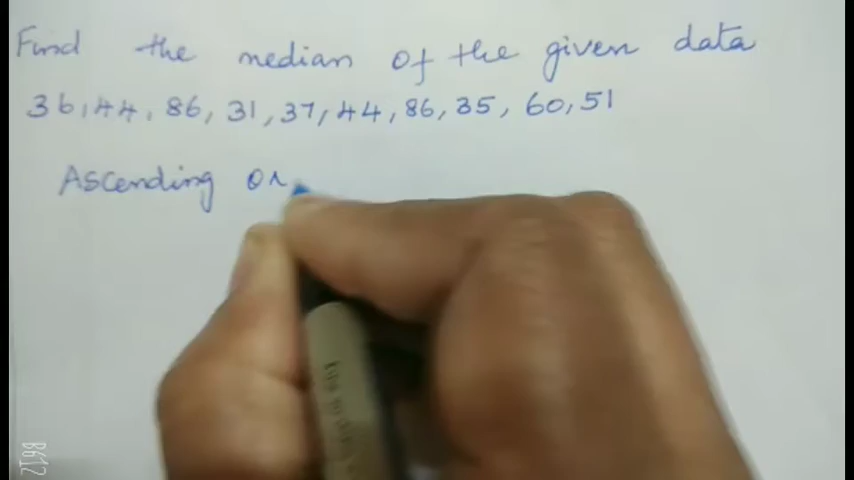 Find the median of the given data
36, 44, 86, 31, 37, 44, 86, 35, 60, 51
Ascending or
B612